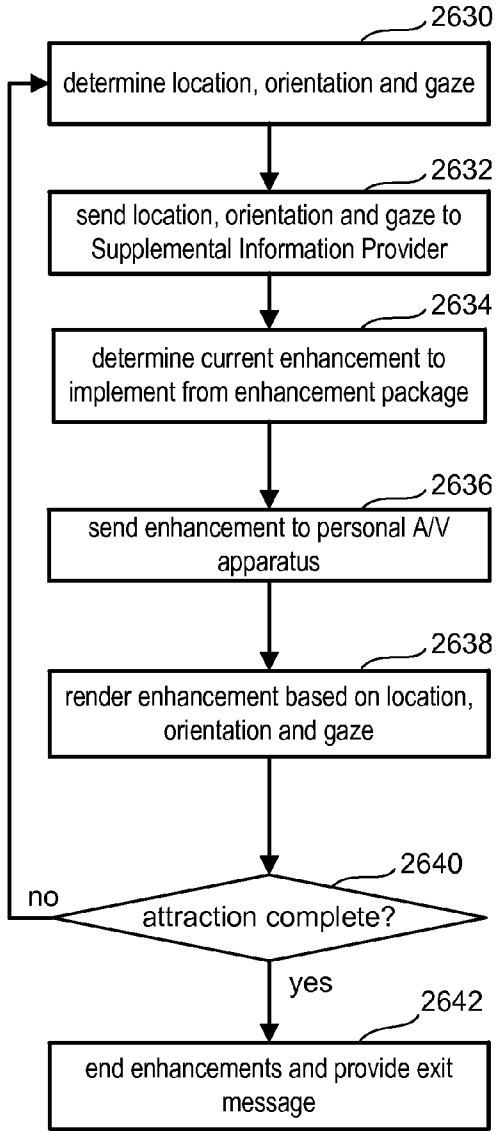 2630
determine location, orientation and gaze
2632
send location, orientation and gaze to
Supplemental Information Provider
2634
determine current enhancement to
implement from enhancement package
2636
send enhancement to personal A/V
apparatus
2638
render enhancement based on location,
orientation and gaze
2640
no
attraction complete?
yes
2642
end enhancements and provide exit
message